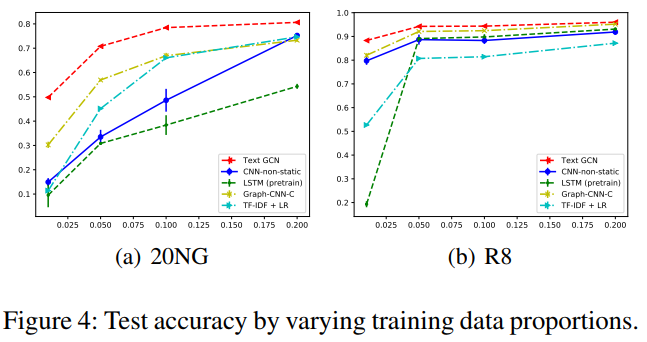 0.8
0.7
0.6
0.5
0.4
0.3
0.2
0.1
0.025 0.050 0.075 0.100 0.125 0.150 0.175 0.200
Text GCN
CNN-non-static
LSTM (pretrain)
Graph-CNN-C
TF-IDF + LR
(a) 20NG
1.0
0.9
0.8
0.7
0.6
0.5
0.4
0.3
0.2
0.025 0.050 0.075 0.100 0.125 0.150 0.175 0.200
Text GCN
CNN-non-static
LSTM (pretrain)
Graph-CNN-C
TF-IDF + LR
(b) R8
Figure 4: Test accuracy by varying training data proportions.